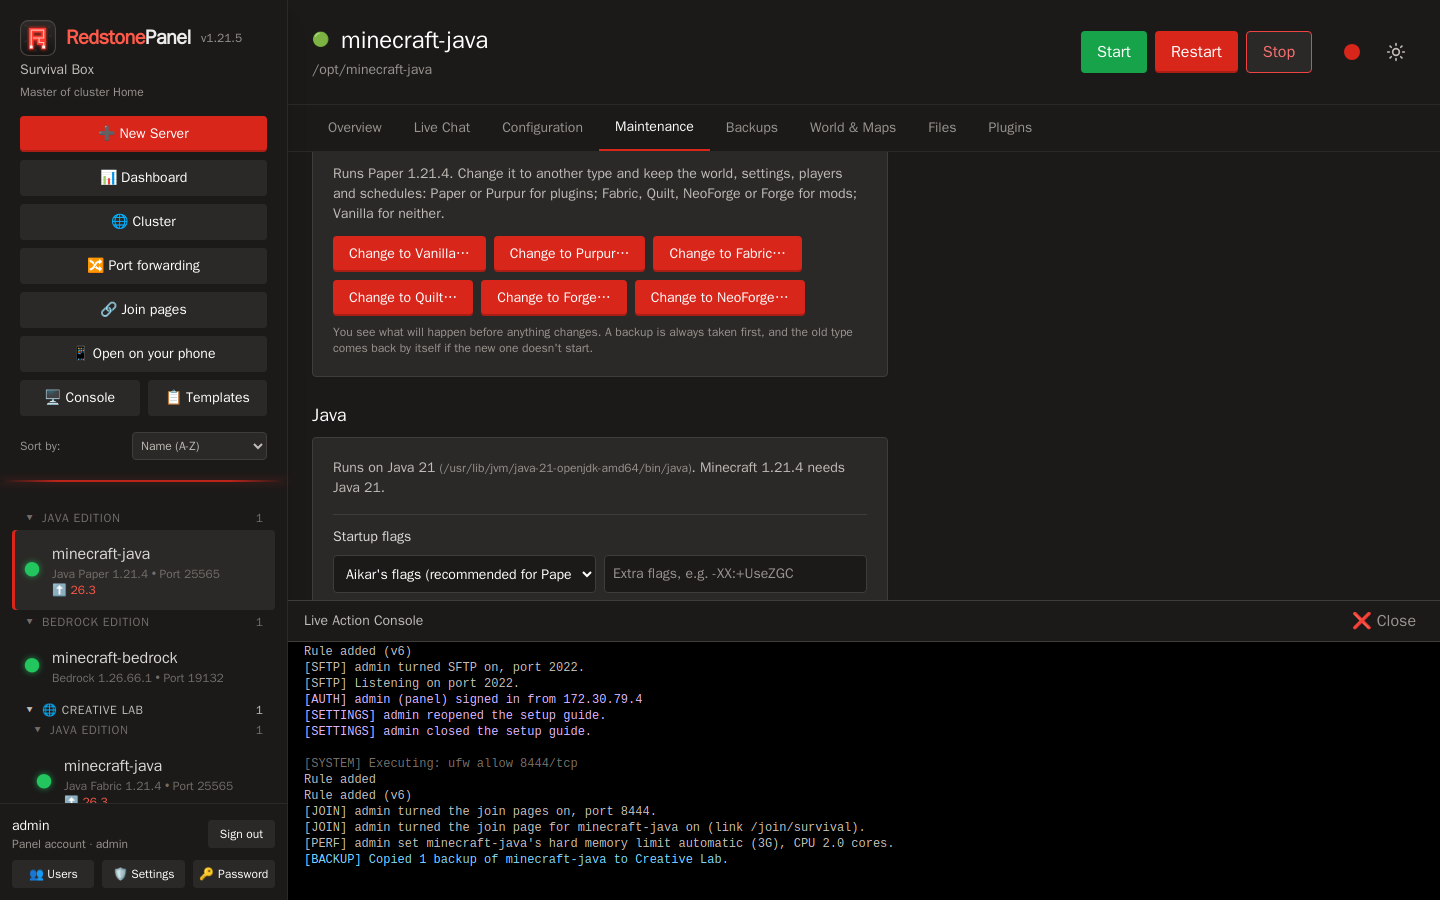 RedstonePanel v1.21.5
Survival Box
Master of cluster Home
➕ New Server
📊 Dashboard
🌐 Cluster
🔀 Port forwarding
🔗 Join pages
📱 Open on your phone
🖥️ Console
📋 Templates
Sort by:
Name (A-Z)
JAVA EDITION 1
minecraft-java
Java Paper 1.21.4 • Port 25565
⬆️ 26.3
BEDROCK EDITION 1
minecraft-bedrock
Bedrock 1.26.66.1 • Port 19132
🌐 CREATIVE LAB 1
JAVA EDITION 1
minecraft-java
Java Fabric 1.21.4 • Port 25565
⬆️ 26.3
admin
Panel account · admin
Sign out
👥 Users
🛡️ Settings
🔑 Password
minecraft-java
/opt/minecraft-java
Start
Restart
Stop
Overview
Live Chat
Configuration
Maintenance
Backups
World & Maps
Files
Plugins
Runs Paper 1.21.4. Change it to another type and keep the world, settings, players
and schedules: Paper or Purpur for plugins; Fabric, Quilt, NeoForge or Forge for mods;
Vanilla for neither.
Change to Vanilla…
Change to Purpur…
Change to Fabric…
Change to Quilt…
Change to Forge…
Change to NeoForge…
You see what will happen before anything changes. A backup is always taken first, and the old type
comes back by itself if the new one doesn't start.
Java
Runs on Java 21 (/usr/lib/jvm/java-21-openjdk-amd64/bin/java). Minecraft 1.21.4 needs
Java 21.
Startup flags
Aikar's flags (recommended for Pape
Extra flags, e.g. -XX:+UseZGC
Live Action Console
❌ Close
Rule added (v6)
[SFTP] admin turned SFTP on, port 2022.
[SFTP] Listening on port 2022.
[AUTH] admin (panel) signed in from 172.30.79.4
[SETTINGS] admin reopened the setup guide.
[SETTINGS] admin closed the setup guide.
[SYSTEM] Executing: ufw allow 8444/tcp
Rule added
Rule added (v6)
[JOIN] admin turned the join pages on, port 8444.
[JOIN] admin turned the join page for minecraft-java on (link /join/survival).
[PERF] admin set minecraft-java's hard memory limit automatic (3G), CPU 2.0 cores.
[BACKUP] Copied 1 backup of minecraft-java to Creative Lab.